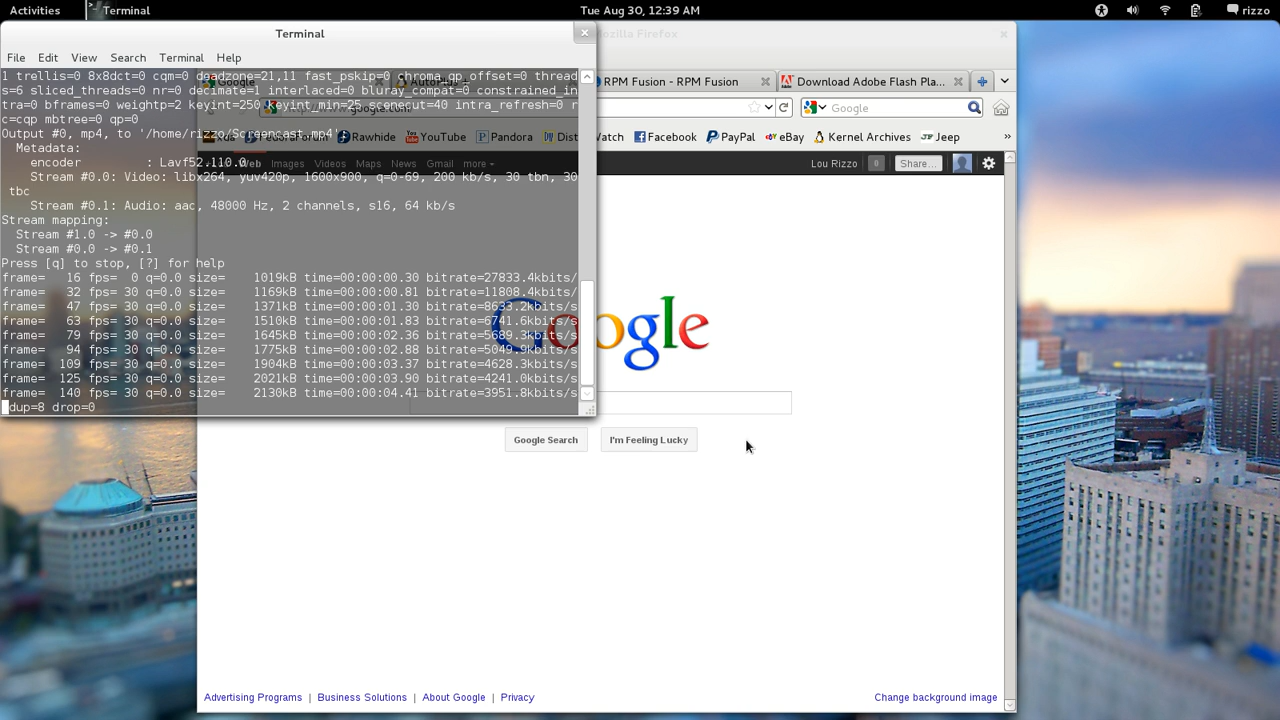 Activities
Terminal
Tue Aug 30, 12:39 AM
rizzo
Terminal
File Edit View Search Terminal Help
1 trellis=0 8x8dct=0 cqm=0 deadzone=21,11 fast_pskip=0 chroma_qp_offset=0 thread
s=6 sliced_threads=0 nr=0 decimate=1 interlaced=0 bluray_compat=0 constrained_in
tra=0 bframes=0 weightp=2 keyint=250 keyint_min=25 scenecut=40 intra_refresh=0 r
c=cqp mbtree=0 qp=0
Output #0, mp4, to '/home/rizzo/Screencast.mp4':
Metadata:
encoder : Lavf52.110.0
Stream #0.0: Video: libx264, yuv420p, 1600x900, q=0-69, 200 kb/s, 30 tbn, 30
tbc
Stream #0.1: Audio: aac, 48000 Hz, 2 channels, s16, 64 kb/s
Stream mapping:
Stream #1.0 -> #0.0
Stream #0.0 -> #0.1
Press [q] to stop, [?] for help
frame= 16 fps= 0 q=0.0 size= 1019kB time=00:00:00.30 bitrate=27833.4kbits/
frame= 32 fps= 30 q=0.0 size= 1169kB time=00:00:00.81 bitrate=11808.4kbits/
frame= 47 fps= 30 q=0.0 size= 1371kB time=00:00:01.30 bitrate=8633.2kbits/s
frame= 63 fps= 30 q=0.0 size= 1510kB time=00:00:01.83 bitrate=6741.6kbits/s
frame= 79 fps= 30 q=0.0 size= 1645kB time=00:00:02.36 bitrate=5689.3kbits/s
frame= 94 fps= 30 q=0.0 size= 1775kB time=00:00:02.88 bitrate=5049.9kbits/s
frame= 109 fps= 30 q=0.0 size= 1904kB time=00:00:03.37 bitrate=4628.3kbits/s
frame= 125 fps= 30 q=0.0 size= 2021kB time=00:00:03.90 bitrate=4241.0kbits/s
frame= 140 fps= 30 q=0.0 size= 2130kB time=00:00:04.41 bitrate=3951.8kbits/s
dup=8 drop=0
Mozilla Firefox
Google
RPM Fusion - RPM Fusion
Download Adobe Flash Pla...
Google
Rawhide YouTube Pandora Facebook PayPal eBay Kernel Archives Jeep »
Web Images Videos Maps News Gmail more
Lou Rizzo 0 Share...
Google
Google Search
I'm Feeling Lucky
Advertising Programs Business Solutions About Google Privacy
Change background image